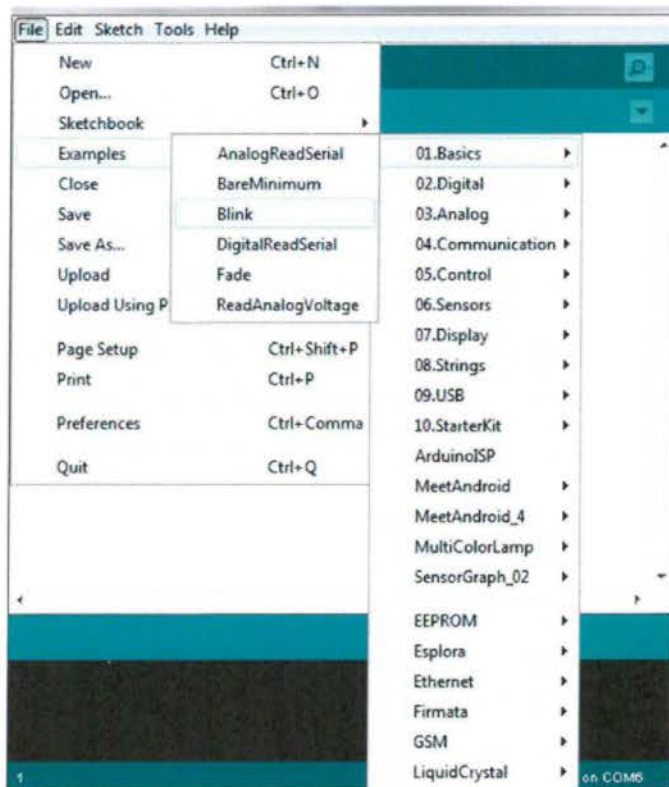 File Edit Sketch Tools Help
New Ctrl+N
Open... Ctrl+O
Sketchbook
Examples
Close
Save
Save As...
Upload
Upload Using P
Page Setup Ctrl+Shift+P
Print Ctrl+P
Preferences Ctrl+Comma
Quit Ctrl+Q
AnalogReadSerial
BareMinimum
Blink
DigitalReadSerial
Fade
ReadAnalogVoltage
01.Basics
02.Digital
03.Analog
04.Communication
05.Control
06.Sensors
07.Display
08.Strings
09.USB
10.StarterKit
ArduinoISP
MeetAndroid
MeetAndroid_4
MultiColorLamp
SensorGraph_02
EEPROM
Esplora
Ethernet
Firmata
GSM
LiquidCrystal
1 on COM6